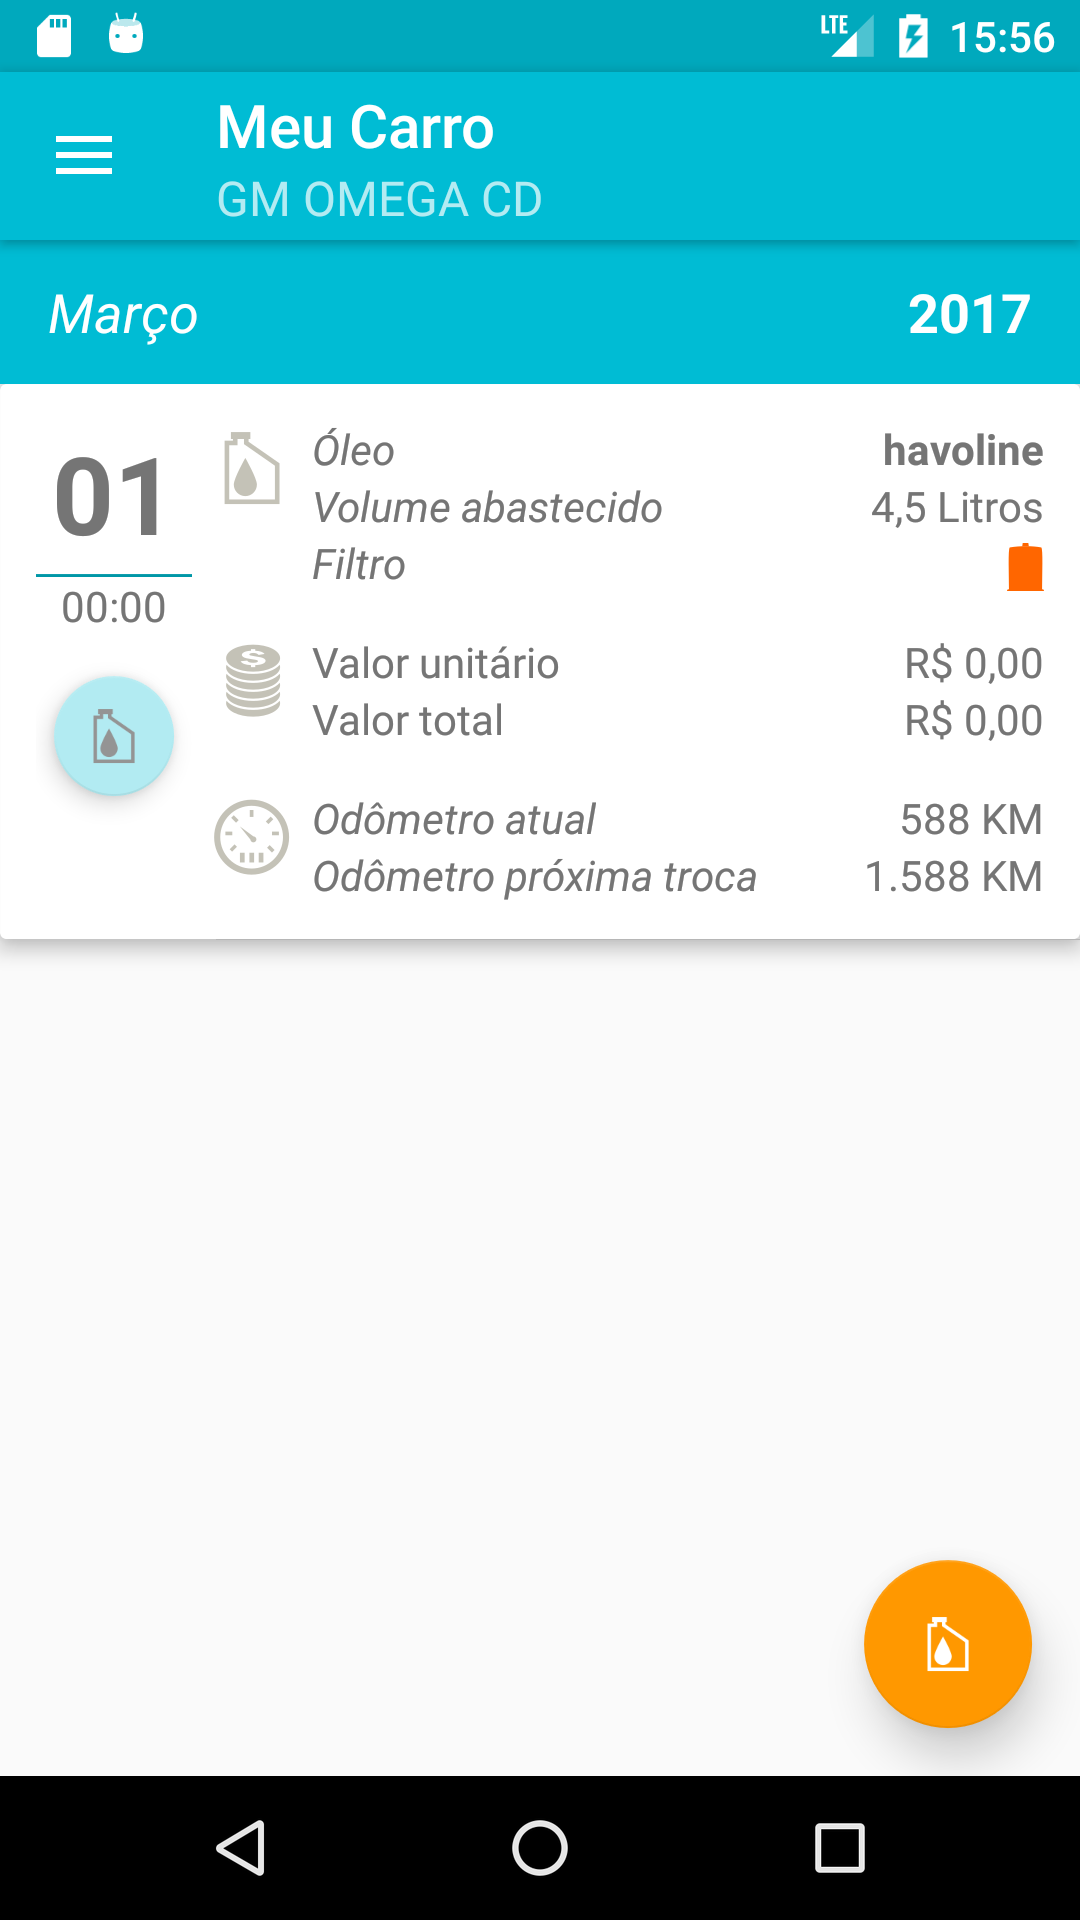 LTE 15:56
Meu Carro
GM OMEGA CD
Março 2017
01
00:00
Óleo havoline
Volume abastecido 4,5 Litros
Filtro
Valor unitário R$ 0,00
Valor total R$ 0,00
Odômetro atual 588 KM
Odômetro próxima troca 1.588 KM